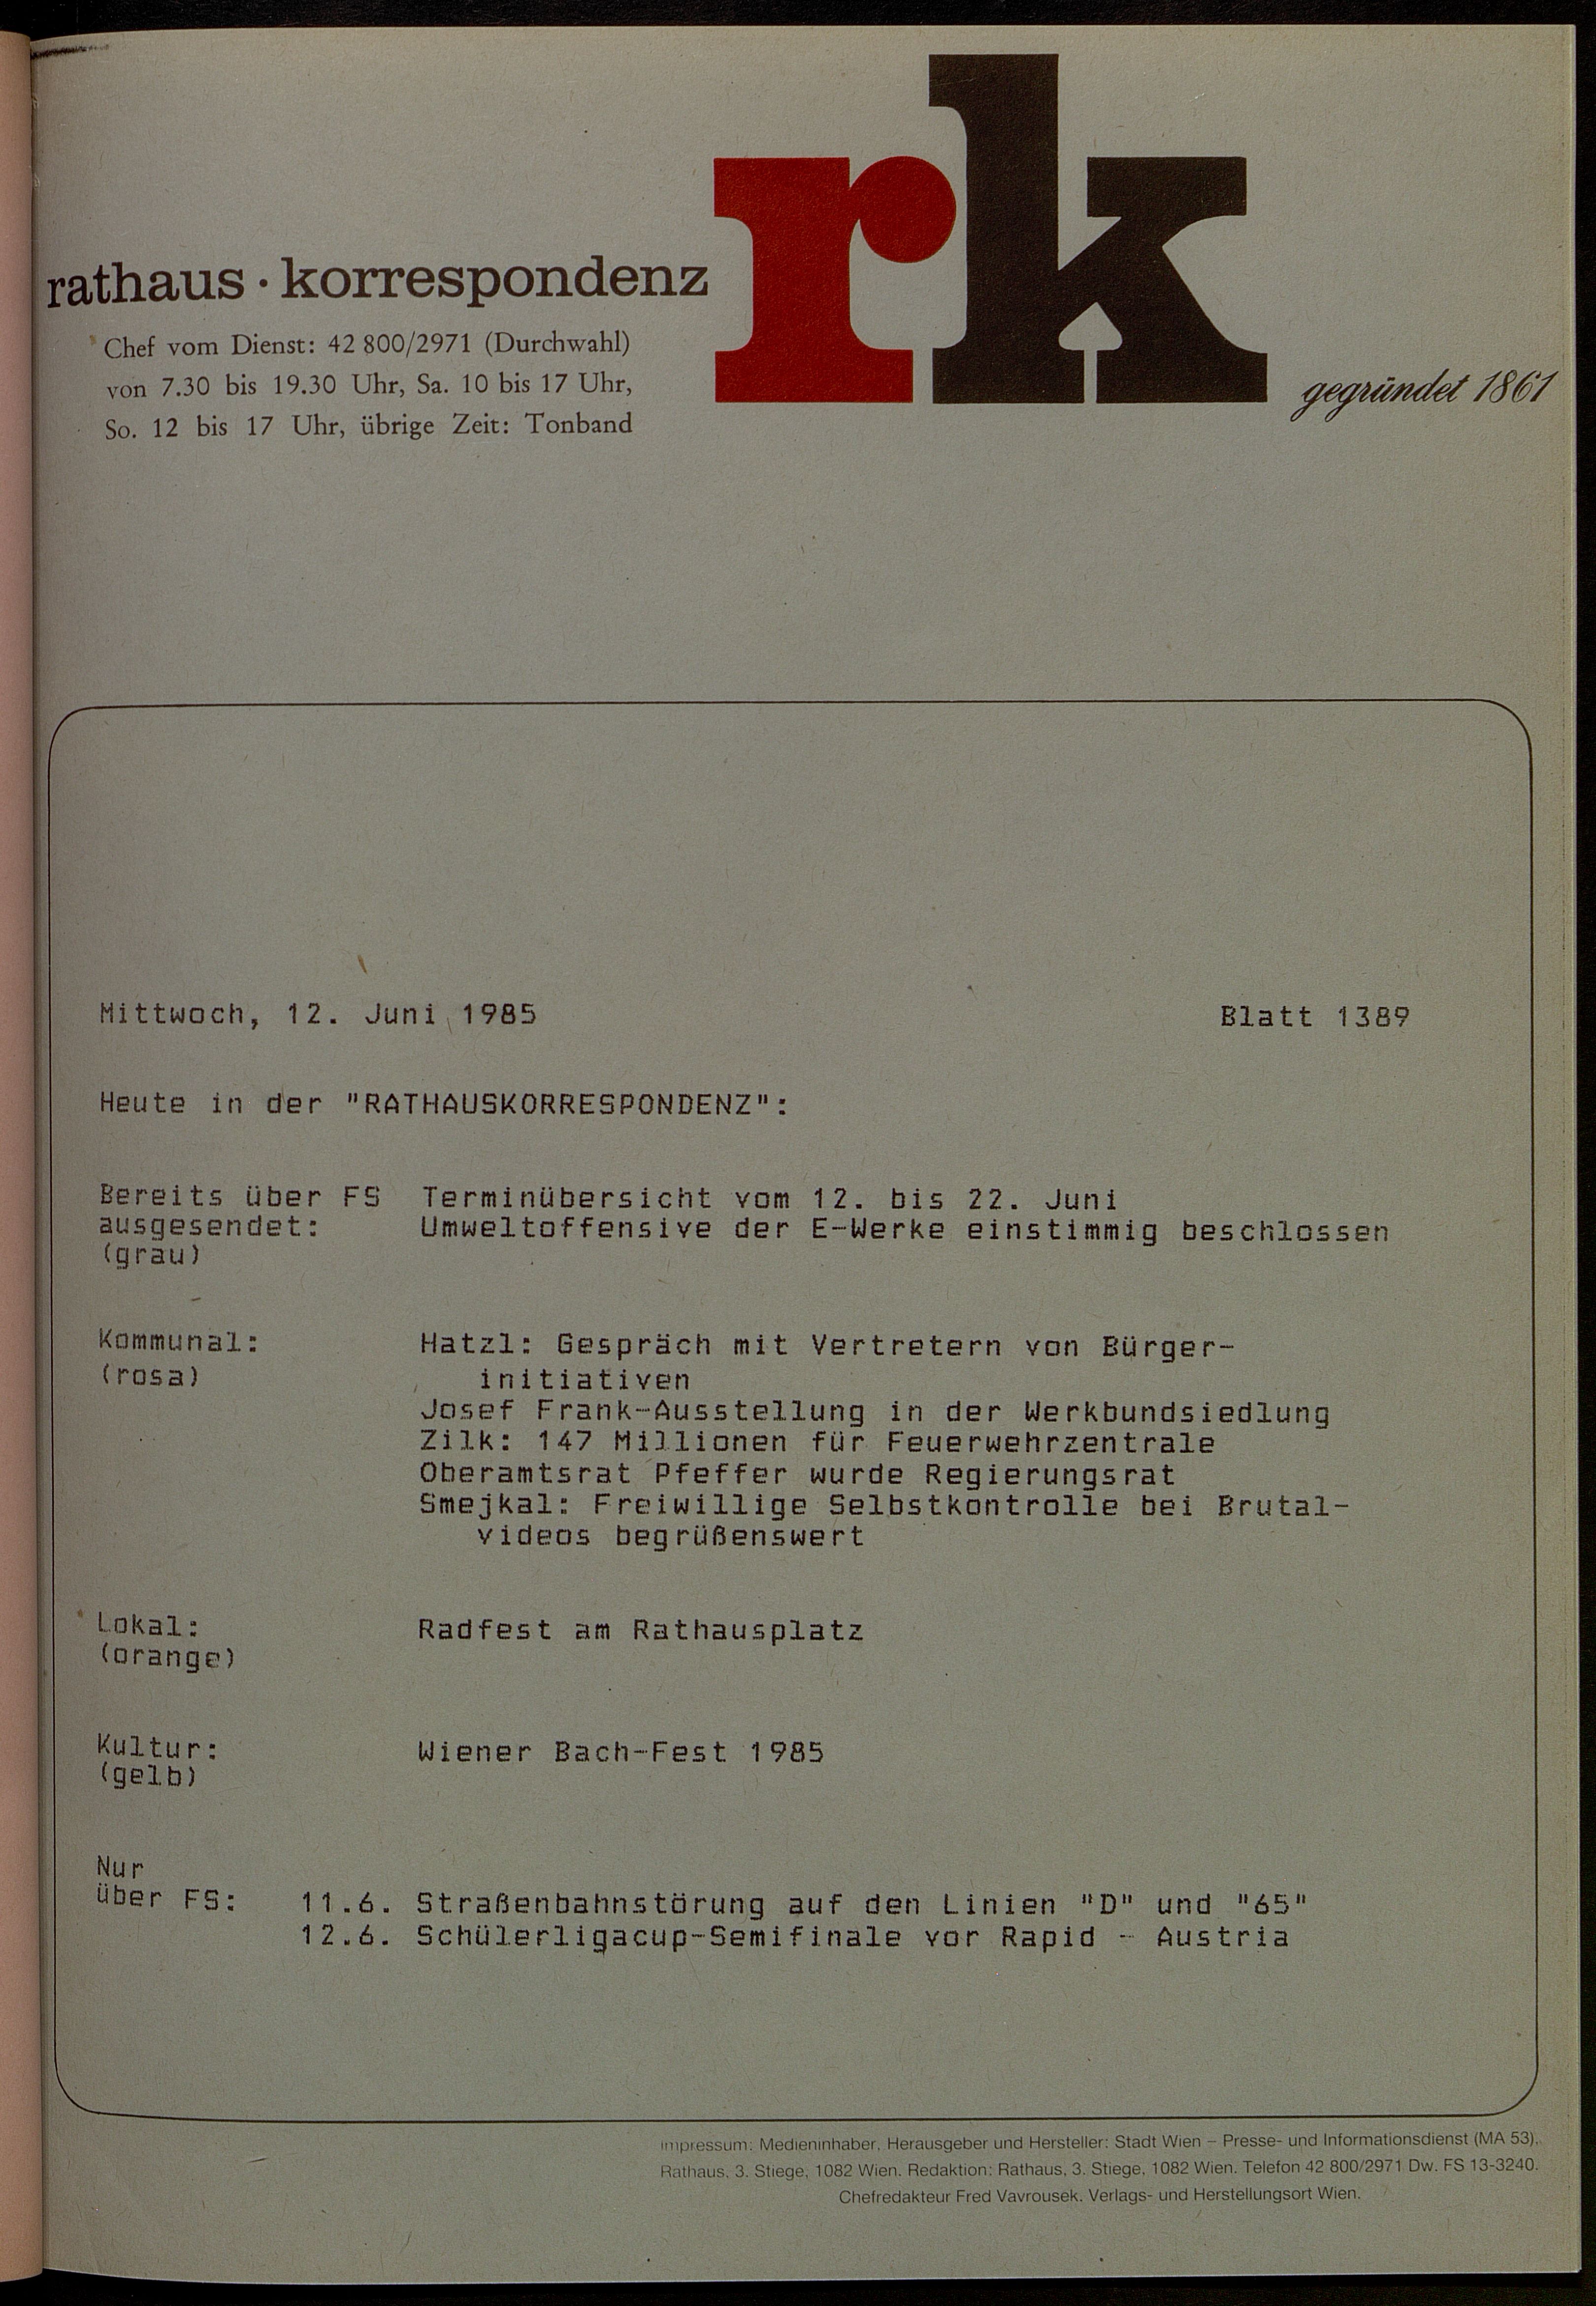 rk
rathaus · korrespondenz
Chef vom Dienst: 42 800/2971 (Durchwahl)
von 7.30 bis 19.30 Uhr, Sa. 10 bis 17 Uhr,
So. 12 bis 17 Uhr, übrige Zeit: Tonband
gegründet 1861
Mittwoch, 12. Juni 1985 Blatt 1389
Heute in der "RATHAUSKORRESPONDENZ":
Bereits über FS Terminübersicht vom 12. bis 22. Juni
ausgesendet: Umweltoffensive der E-Werke einstimmig beschlossen
(grau)
Kommunal: Hatzl: Gespräch mit Vertretern von Bürger-
(rosa) initiativen
Josef Frank-Ausstellung in der Werkbundsiedlung
Zilk: 147 Millionen für Feuerwehrzentrale
Oberamtsrat Pfeffer wurde Regierungsrat
Smejkal: Freiwillige Selbstkontrolle bei Brutal-
videos begrüßenswert
Lokal: Radfest am Rathausplatz
(orange)
Kultur: Wiener Bach-Fest 1985
(gelb)
Nur
über FS: 11.6. Straßenbahnstörung auf den Linien "D" und "65"
12.6. Schülerligacup-Semifinale vor Rapid - Austria
Impressum: Medieninhaber, Herausgeber und Hersteller: Stadt Wien – Presse- und Informationsdienst (MA 53),
Rathaus, 3. Stiege, 1082 Wien. Redaktion: Rathaus, 3. Stiege, 1082 Wien. Telefon 42 800/2971 Dw. FS 13-3240.
Chefredakteur Fred Vavrousek. Verlags- und Herstellungsort Wien.